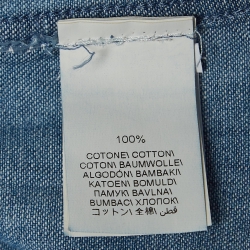 100%
COTONE\ COTTON\
COTON\ BAUMWOLLE\
ALGODÓN\ BAMBAKI\
KATOEN\ BOMULD\
ПАМУК\ BAVLNA\
BUMBAC\ ХЛОПОК\
コットン\ 全棉\ قطن